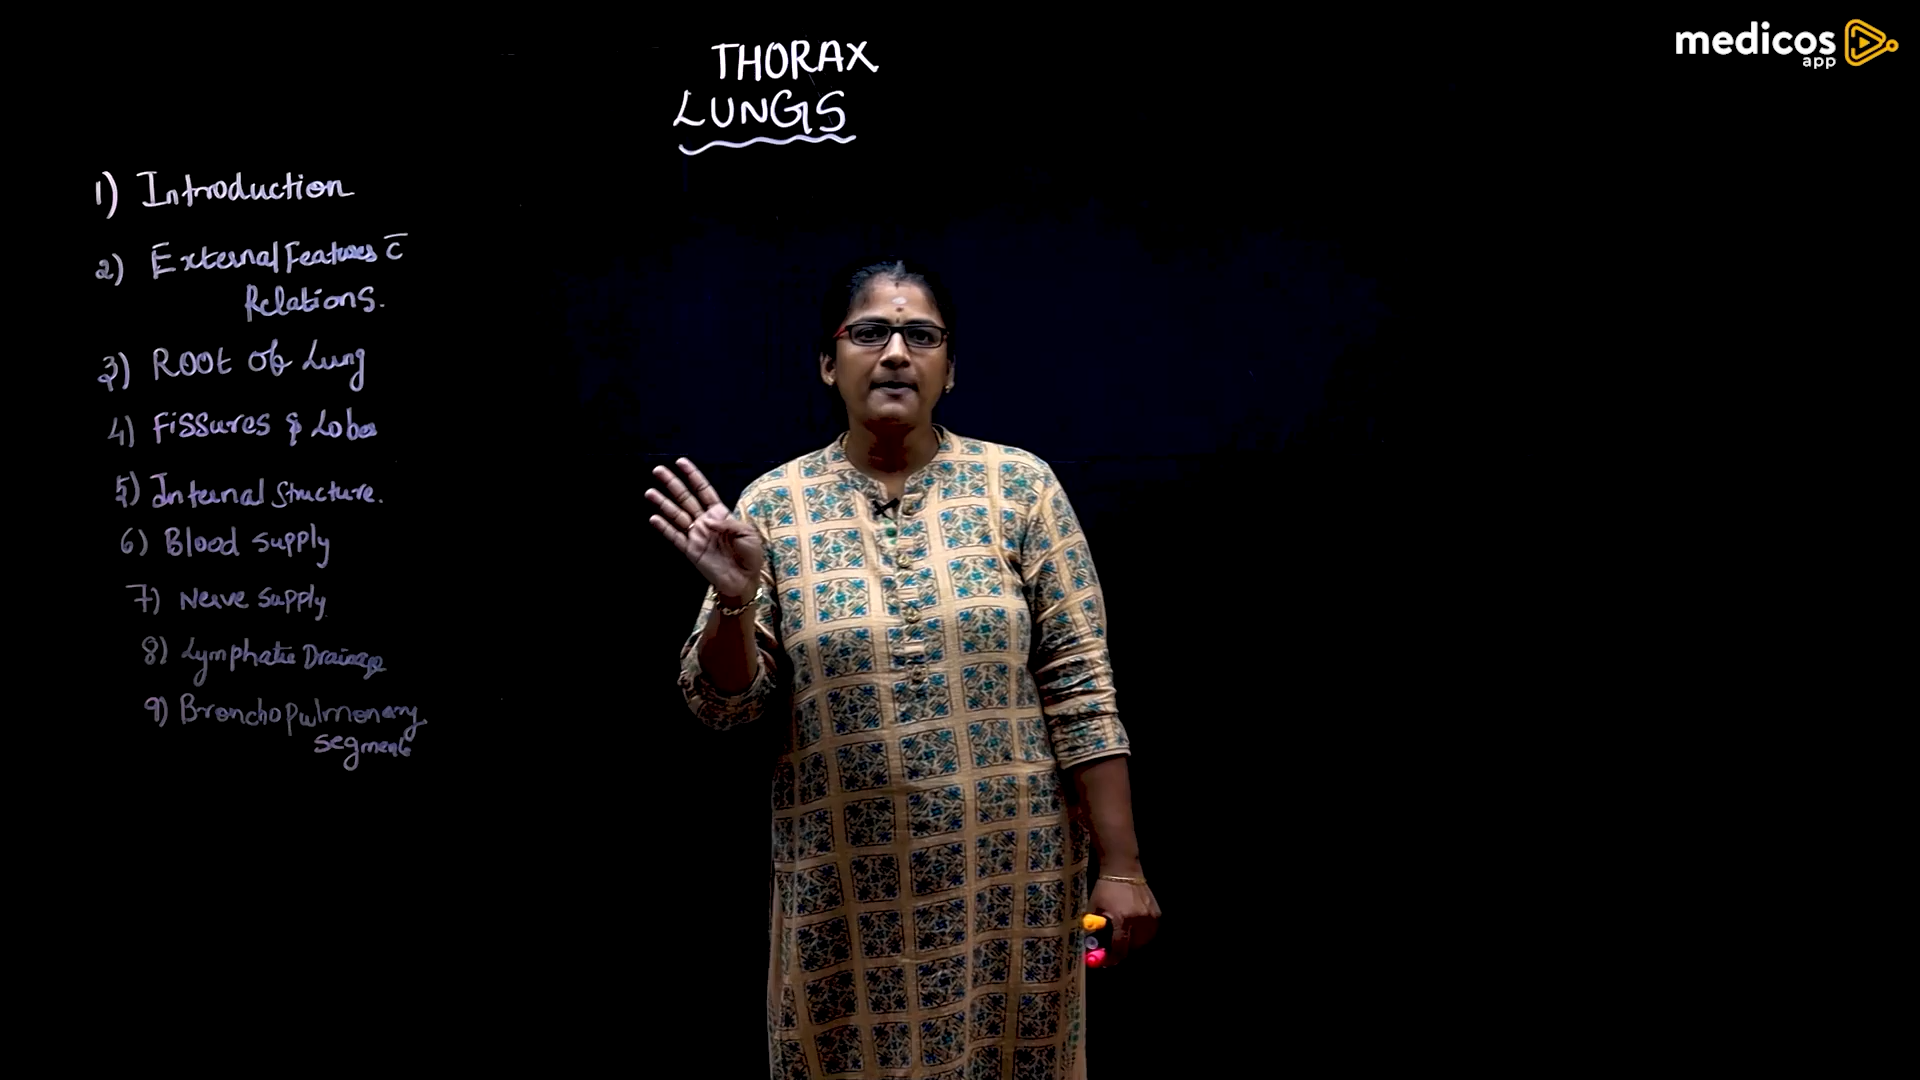 medicos
app
THORAX
LUNGS
1) Introduction
2) External Features c̄
Relations.
3) Root of Lung
4) Fissures & Lobes
5) Internal Structure.
6) Blood Supply
7) Nerve Supply
8) Lymphatic Drainage
9) Bronchopulmonary
segments